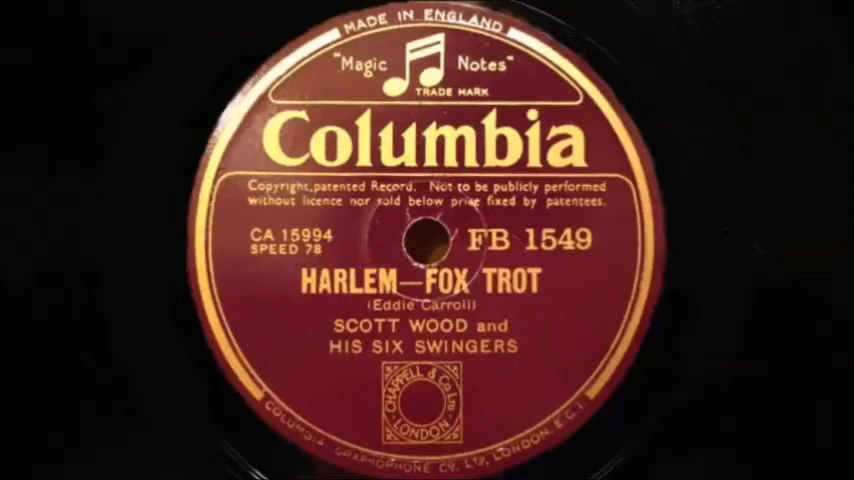 MADE IN ENGLAND
"Magic Notes"
TRADE MARK
Columbia
Copyright, patented Record. Not to be publicly performed
without licence nor sold below price fixed by patentees.
CA 15994
SPEED 78
FB 1549
HARLEM—FOX TROT
(Eddie Carroll)
SCOTT WOOD and
HIS SIX SWINGERS
CHAPPELL & Co Ltd
LONDON
COLUMBIA GRAPHOPHONE CO. LTD, LONDON. E.C.1.